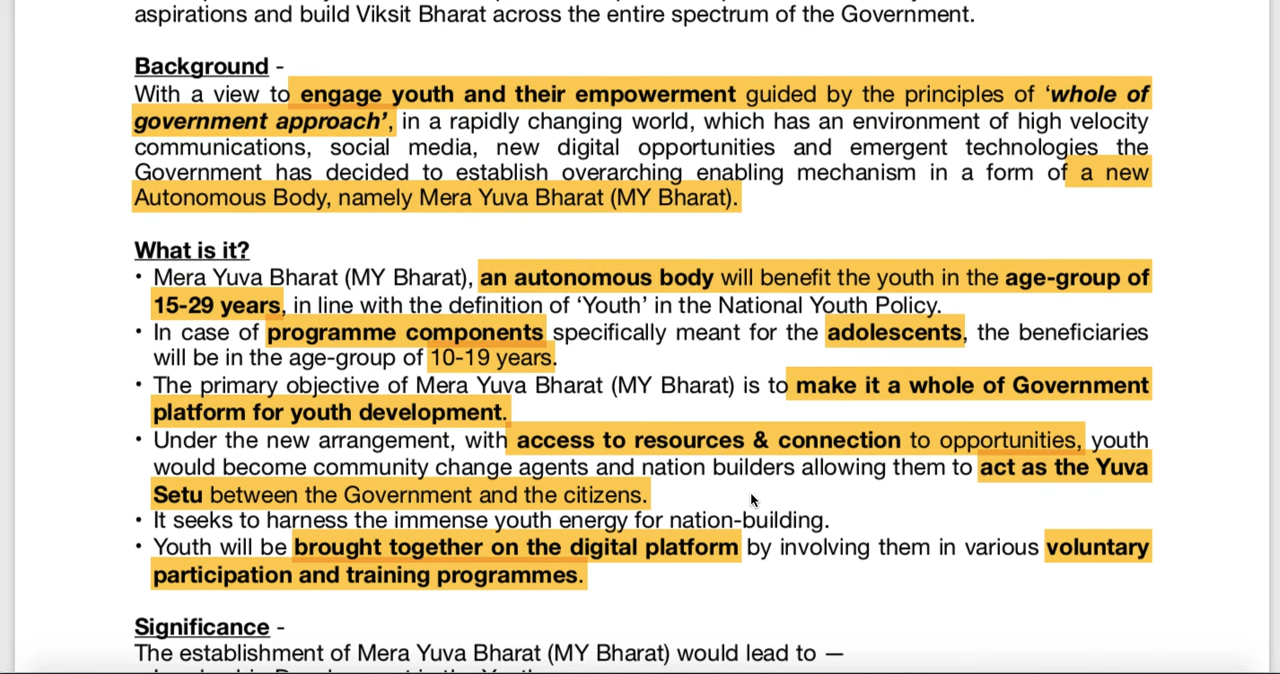 aspirations and build Viksit Bharat across the entire spectrum of the Government.
Background -
With a view to engage youth and their empowerment guided by the principles of ‘whole of
government approach’, in a rapidly changing world, which has an environment of high velocity
communications, social media, new digital opportunities and emergent technologies the
Government has decided to establish overarching enabling mechanism in a form of a new
Autonomous Body, namely Mera Yuva Bharat (MY Bharat).
What is it?
• Mera Yuva Bharat (MY Bharat), an autonomous body will benefit the youth in the age-group of
15-29 years, in line with the definition of ‘Youth’ in the National Youth Policy.
• In case of programme components specifically meant for the adolescents, the beneficiaries
will be in the age-group of 10-19 years.
• The primary objective of Mera Yuva Bharat (MY Bharat) is to make it a whole of Government
platform for youth development.
• Under the new arrangement, with access to resources & connection to opportunities, youth
would become community change agents and nation builders allowing them to act as the Yuva
Setu between the Government and the citizens.
• It seeks to harness the immense youth energy for nation-building.
• Youth will be brought together on the digital platform by involving them in various voluntary
participation and training programmes.
Significance -
The establishment of Mera Yuva Bharat (MY Bharat) would lead to —